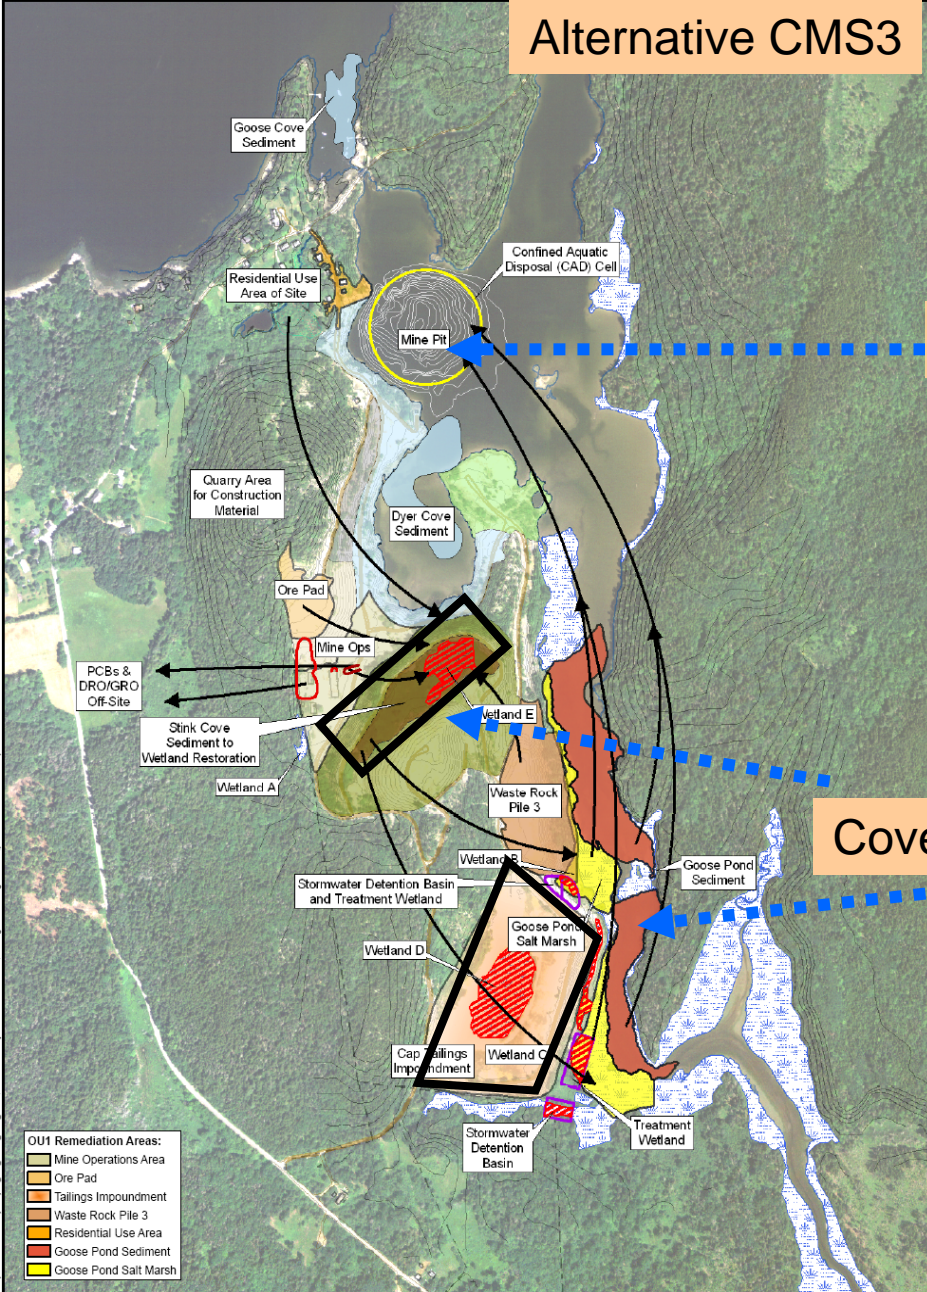 Alternative CMS3
Goose Cove
Sediment
Confined Aquatic
Disposal (CAD) Cell
Residential Use
Area of Site
Mine Pit
Quarry Area
for Construction
Material
Dyer Cove
Sediment
Ore Pad
Mine Ops
PCBs &
DRO/GRO
Off-Site
Stink Cove
Sediment to
Wetland Restoration
Wetland E
Wetland A
Waste Rock
Pile 3
Cove
Wetland B
Goose Pond
Sediment
Stormwater Detention Basin
and Treatment Wetland
Goose Pond
Salt Marsh
Wetland D
Cap Tailings
Impoundment
Wetland C
Treatment
Wetland
Stormwater
Detention
Basin
OU1 Remediation Areas:
Mine Operations Area
Ore Pad
Tailings Impoundment
Waste Rock Pile 3
Residential Use Area
Goose Pond Sediment
Goose Pond Salt Marsh